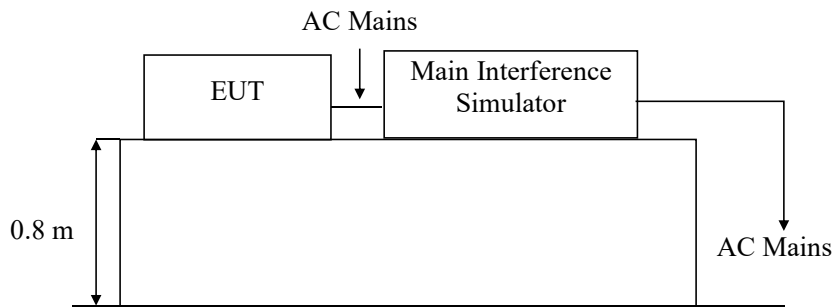 AC Mains
EUT
Main Interference
Simulator
0.8 m
AC Mains